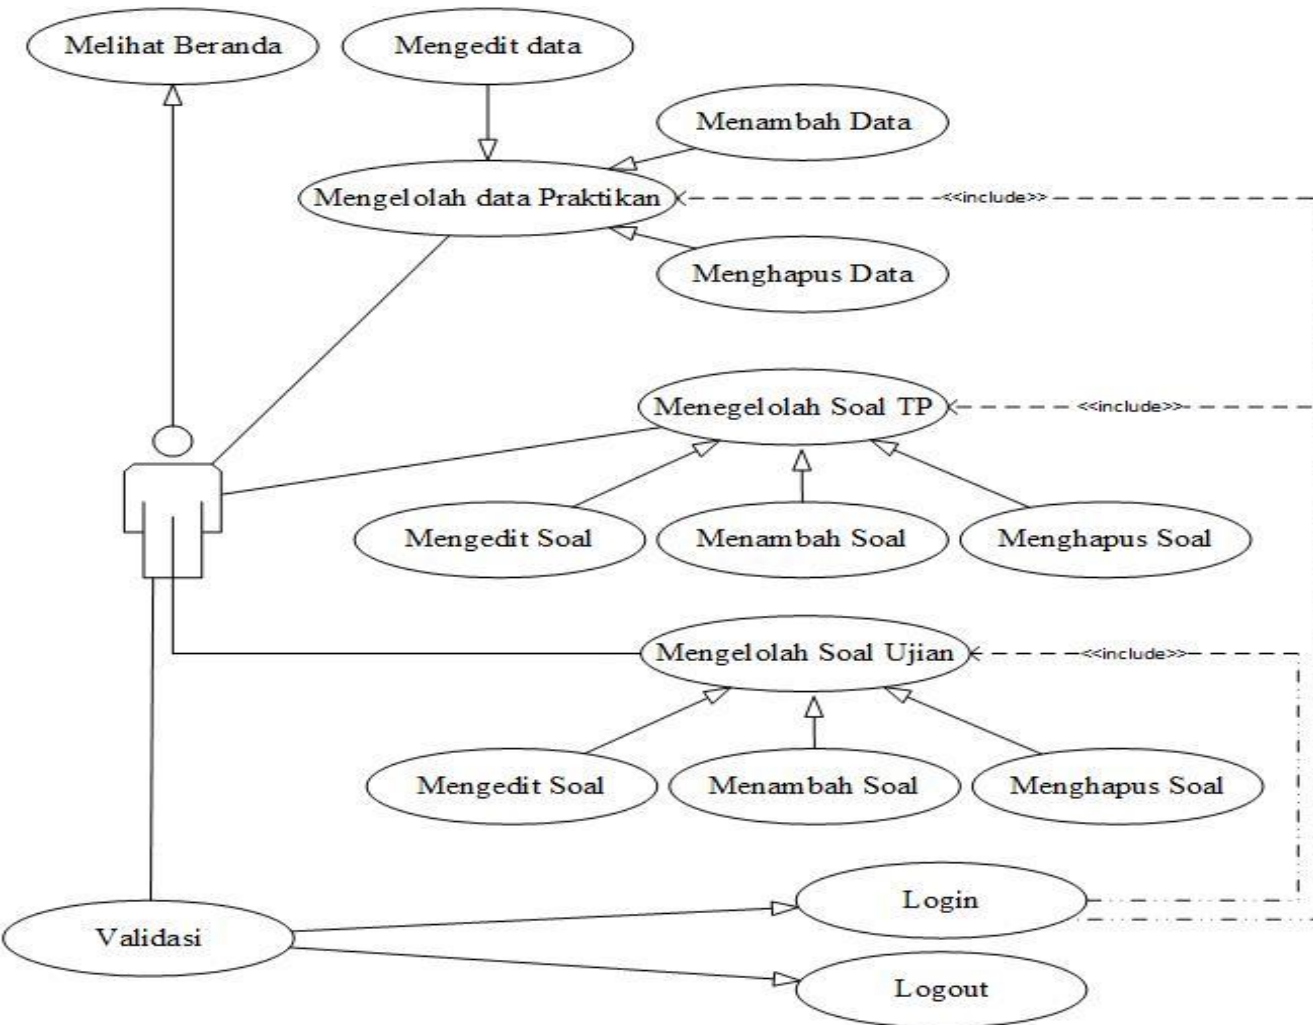 Melihat Beranda
Mengedit data
Menambah Data
Mengelolah data Praktikan
<<include>>
Menghapus Data
Menegelolah Soal TP
<<include>>
Mengedit Soal
Menambah Soal
Menghapus Soal
Mengelolah Soal Ujian
<<include>>
Mengedit Soal
Menambah Soal
Menghapus Soal
Login
Validasi
Logout